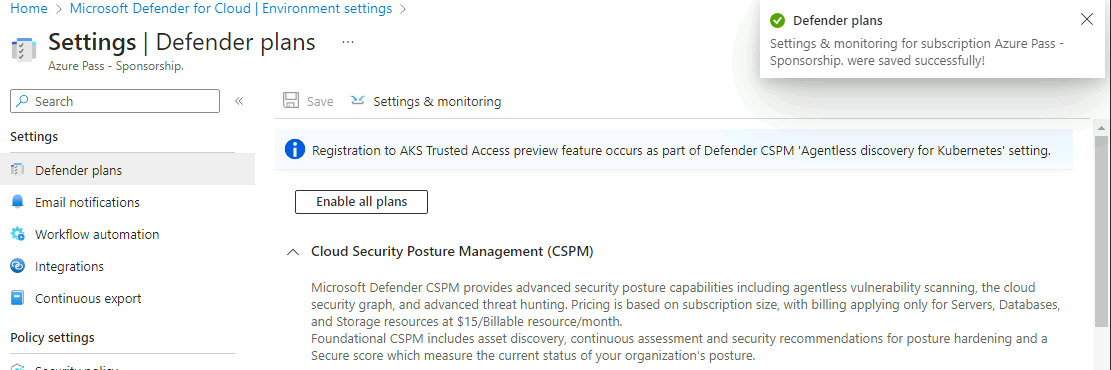 Home > Microsoft Defender for Cloud | Environment settings >
Settings | Defender plans ...
Azure Pass - Sponsorship.
Defender plans
Settings & monitoring for subscription Azure Pass -
Sponsorship. were saved successfully!
Search «
Save Settings & monitoring
Settings
Defender plans
Email notifications
Workflow automation
Integrations
Continuous export
Policy settings
Security policy
Registration to AKS Trusted Access preview feature occurs as part of Defender CSPM 'Agentless discovery for Kubernetes' setting.
Enable all plans
Cloud Security Posture Management (CSPM)
Microsoft Defender CSPM provides advanced security posture capabilities including agentless vulnerability scanning, the cloud
security graph, and advanced threat hunting. Pricing is based on subscription size, with billing applying only for Servers, Databases,
and Storage resources at $15/Billable resource/month.
Foundational CSPM includes asset discovery, continuous assessment and security recommendations for posture hardening and a
Secure score which measure the current status of your organization's posture.